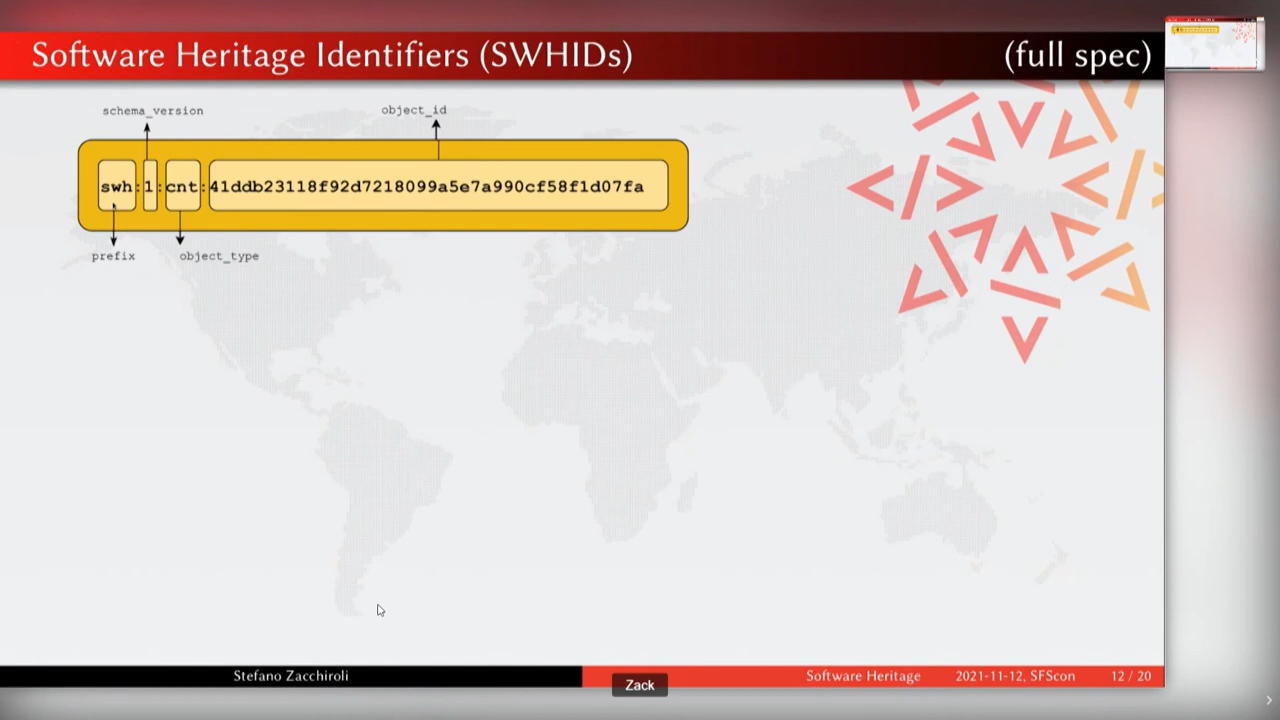 Software Heritage Identifiers (SWHIDs) (full spec)
schema_version object_id
swh:1:cnt:41ddb23118f92d7218099a5e7a990cf58f1d07fa
prefix object_type
Stefano Zacchiroli Software Heritage 2021-11-12, SFScon 12 / 20
Zack